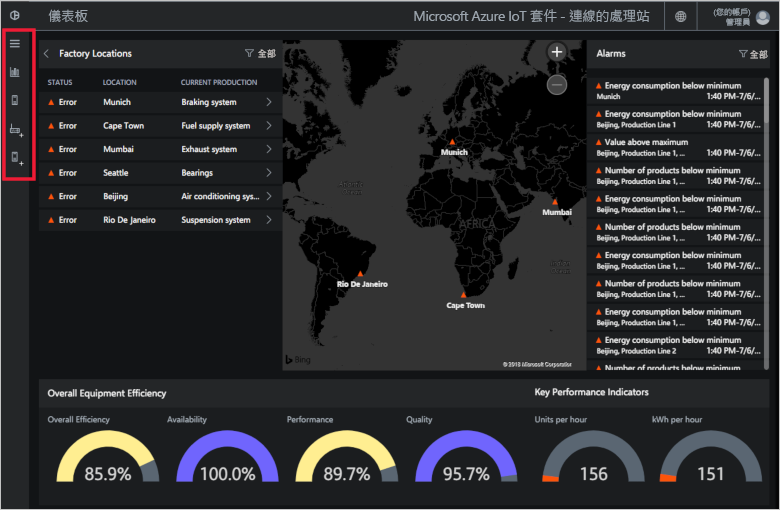 儀表板
Microsoft Azure IoT 套件 - 連線的處理站
(您的帳戶)
管理員
Factory Locations
全部
STATUS LOCATION CURRENT PRODUCTION
Error Munich Braking system
Error Cape Town Fuel supply system
Error Mumbai Exhaust system
Error Seattle Bearings
Error Beijing Air conditioning sys...
Error Rio De Janeiro Suspension system
Munich
Mumbai
AFRICA
Rio De Janeiro
Cape Town
Bing
© 2018 Microsoft Corporation
Alarms
全部
Energy consumption below minimum
Munich 1:40 PM-7/6/...
Energy consumption below minimum
Beijing, Production Line 1 1:40 PM-7/6/...
Value above maximum
Beijing, Production Line 1, ... 1:40 PM-7/6/...
Number of products below minimum
Beijing, Production Line 1, ... 1:40 PM-7/6/...
Energy consumption below minimum
Beijing, Production Line 1, ... 1:40 PM-7/6/...
Number of products below minimum
Beijing, Production Line 1, ... 1:40 PM-7/6/...
Energy consumption below minimum
Beijing, Production Line 1, ... 1:40 PM-7/6/...
Number of products below minimum
Beijing, Production Line 1, ... 1:40 PM-7/6/...
Energy consumption below minimum
Beijing, Production Line 1, ... 1:40 PM-7/6/...
Energy consumption below minimum
Beijing, Production Line 2 1:40 PM-7/6/...
Number of products below minimum
Overall Equipment Efficiency
Key Performance Indicators
Overall Efficiency Availability Performance Quality Units per hour kWh per hour
85.9% 100.0% 89.7% 95.7% 156 151